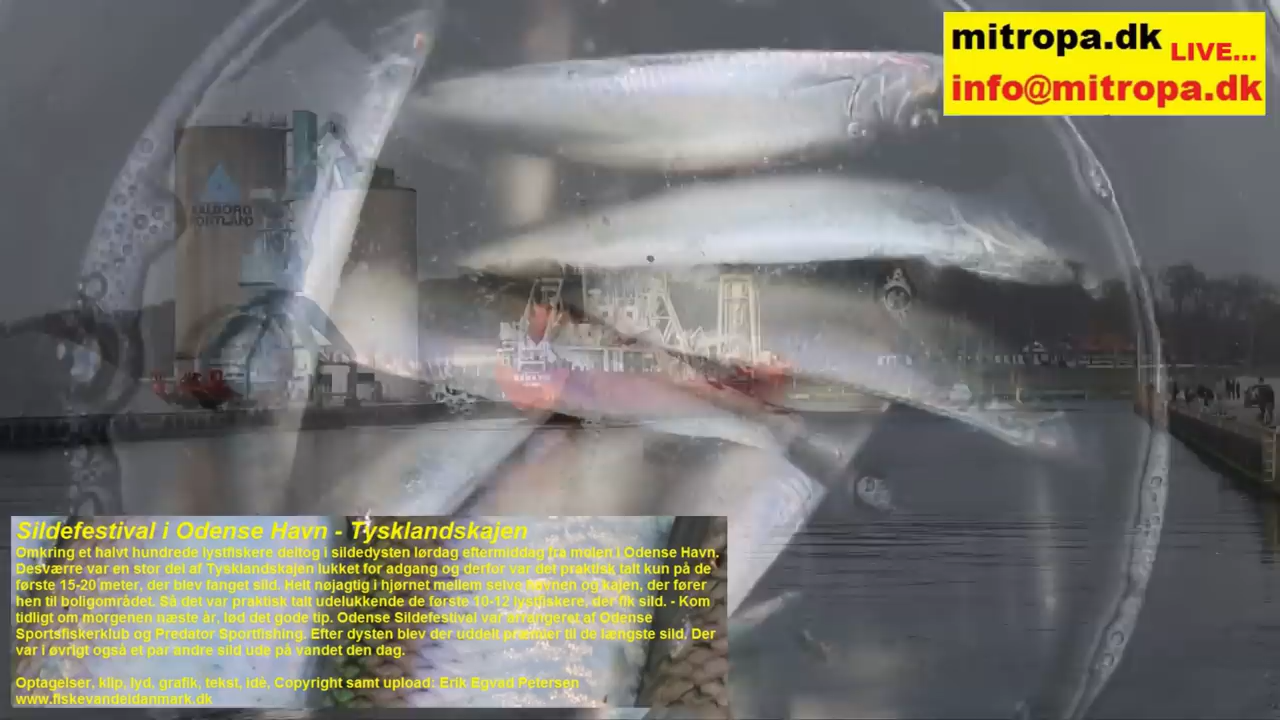 mitropa.dk LIVE...
info@mitropa.dk
AALBORG
PORTLAND
Sildefestival i Odense Havn - Tysklandskajen
Omkring et halvt hundrede lystfiskere deltog i sildedysten lørdag eftermiddag fra molen i Odense Havn.
Desværre var en stor del af Tysklandskajen lukket for adgang og derfor var det praktisk talt kun på de
første 15-20 meter, der blev fanget sild. Helt nøjagtig i hjørnet mellem selve havnen og kajen, der fører
hen til boligområdet. Så det var praktisk talt udelukkende de første 10-12 lystfiskere, der fik sild. - Kom
tidligt om morgenen næste år, lød det gode tip. Odense Sildefestival var arrangeret af Odense
Sportsfiskerklub og Predator Sportfishing. Efter dysten blev der uddelt præmier til de længste sild. Der
var i øvrigt også et par andre sild ude på vandet den dag.
Optagelser, klip, lyd, grafik, tekst, idé, Copyright samt upload: Erik Egvad Petersen
www.fiskevandeidanmark.dk